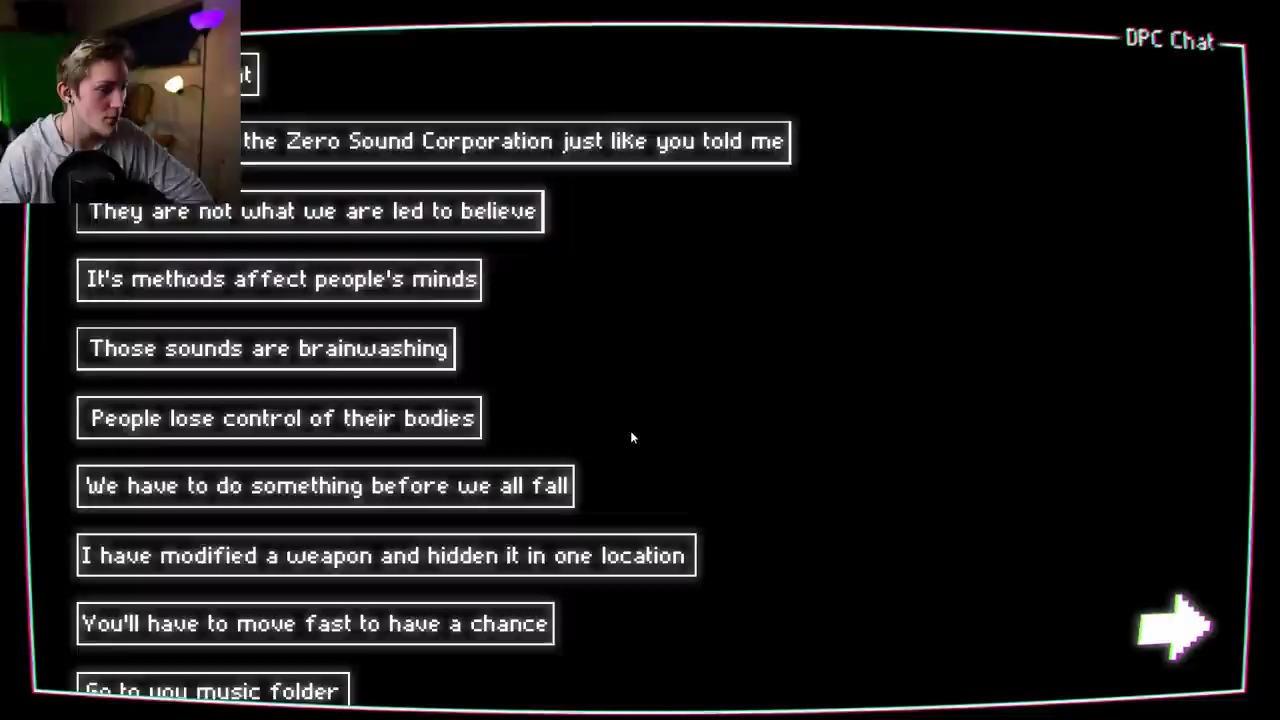 DPC Chat
the Zero Sound Corporation just like you told me
They are not what we are led to believe
It's methods affect people's minds
Those sounds are brainwashing
People lose control of their bodies
We have to do something before we all fall
I have modified a weapon and hidden it in one location
You'll have to move fast to have a chance
Go to you music folder